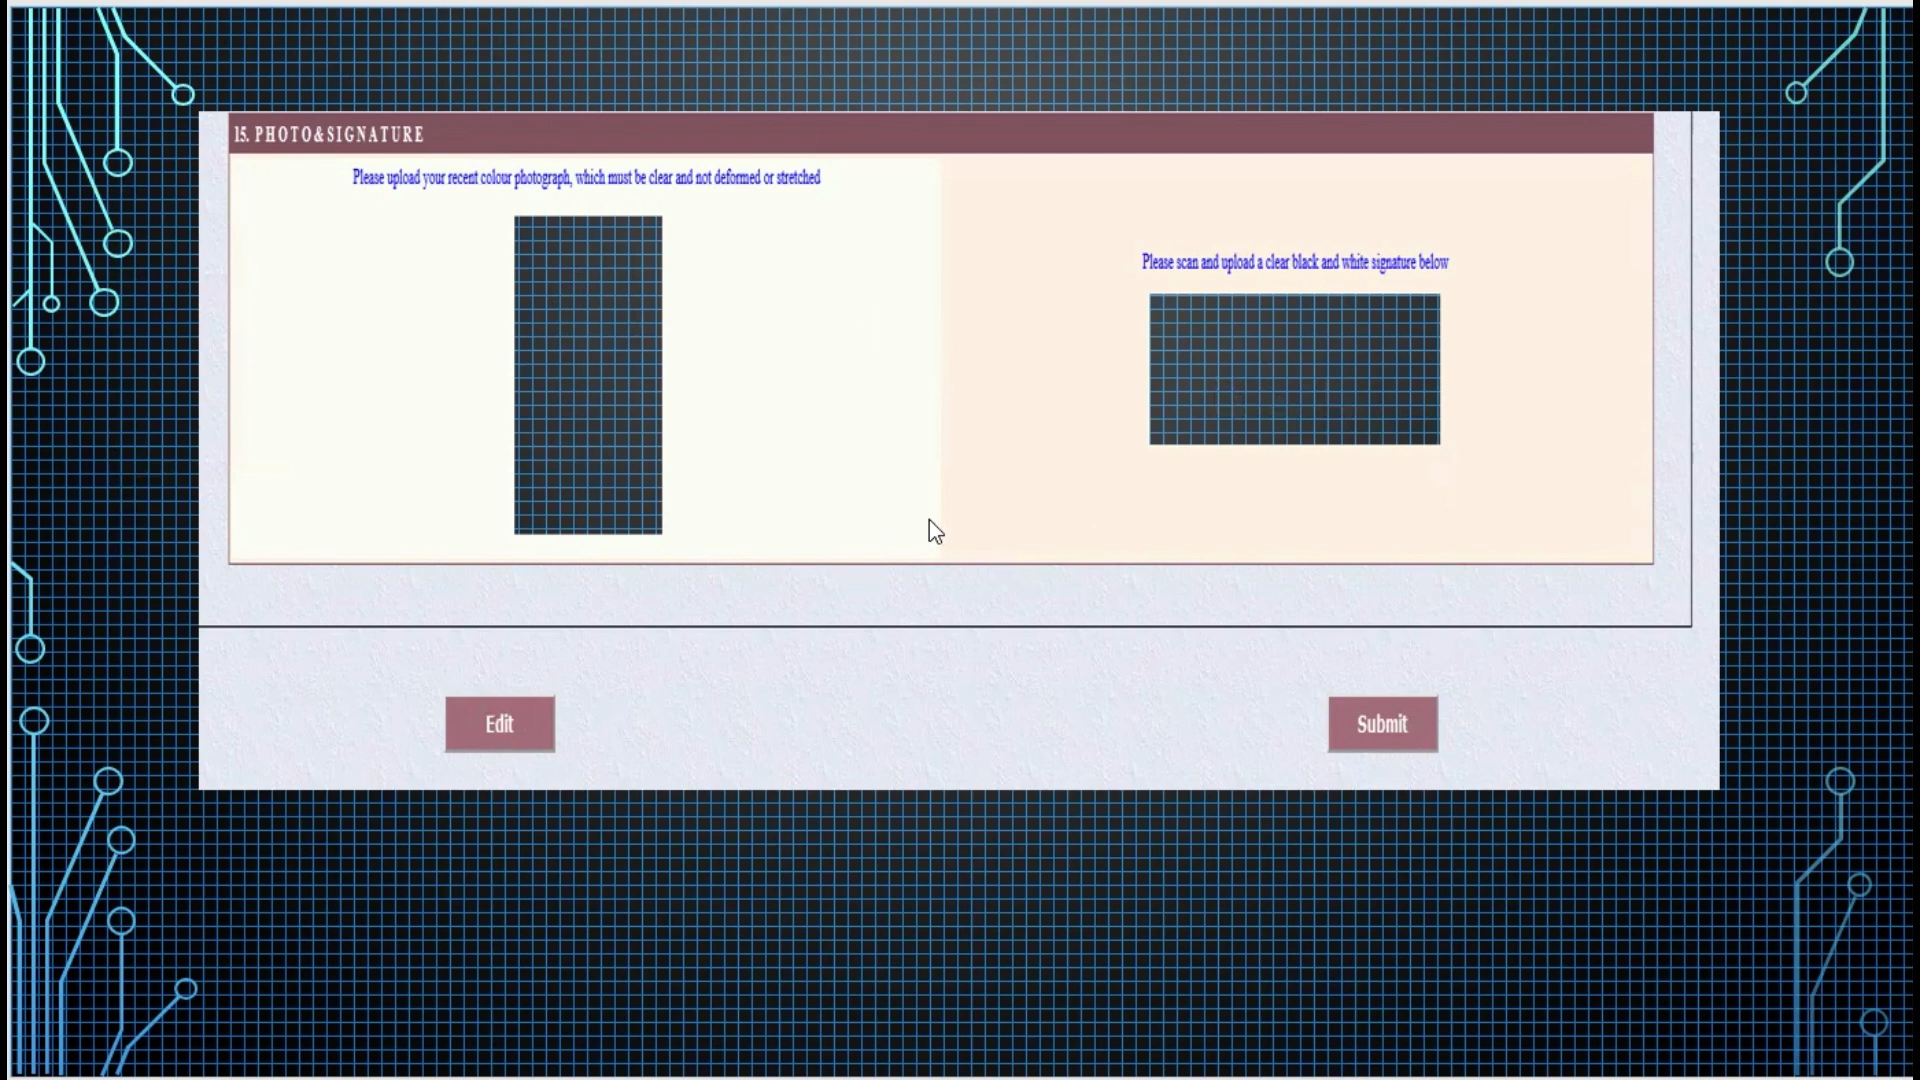 15. PHOTO&SIGNATURE
Please upload your recent colour photograph, which must be clear and not deformed or stretched
Please scan and upload a clear black and white signature below
Edit
Submit